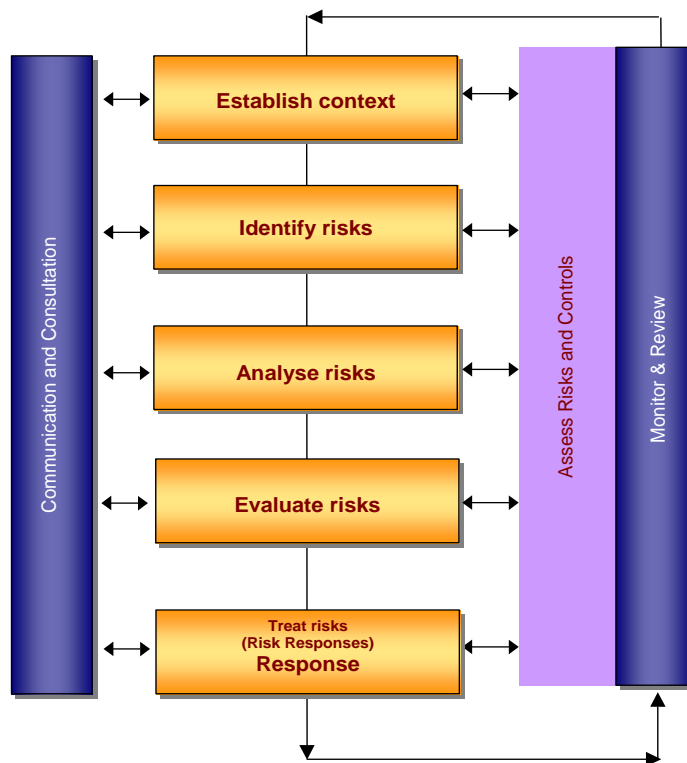 Establish context
Identify risks
Analyse risks
Evaluate risks
Treat risks
(Risk Responses)
Response
Communication and Consultation
Assess Risks and Controls
Monitor & Review